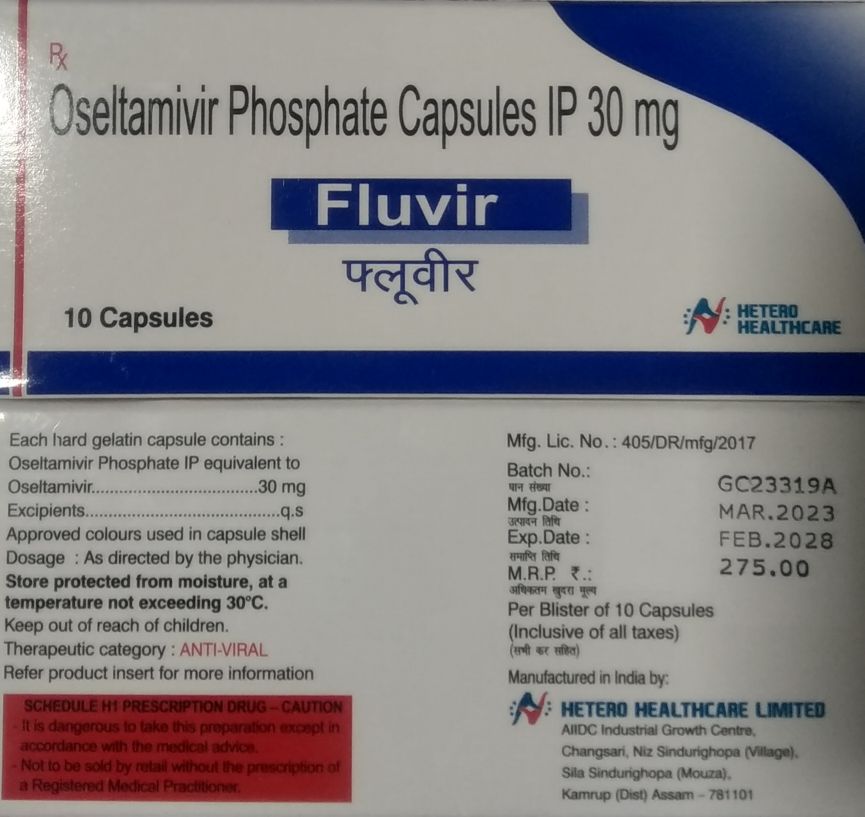 Rx
Oseltamivir Phosphate Capsules IP 30 mg
Fluvir
फ्लूवीर
10 Capsules
HETERO
HEALTHCARE
Each hard gelatin capsule contains :
Oseltamivir Phosphate IP equivalent to
Oseltamivir.................................30 mg
Excipients.......................................q.s
Approved colours used in capsule shell
Dosage : As directed by the physician.
Store protected from moisture, at a
temperature not exceeding 30°C.
Keep out of reach of children.
Therapeutic category : ANTI-VIRAL
Refer product insert for more information
SCHEDULE H1 PRESCRIPTION DRUG – CAUTION
- It is dangerous to take this preparation except in
accordance with the medical advice.
- Not to be sold by retail without the prescription of
a Registered Medical Practitioner.
Mfg. Lic. No. : 405/DR/mfg/2017
Batch No.: GC23319A
पान संख्या
Mfg.Date : MAR.2023
उत्पादन तिथि
Exp.Date : FEB.2028
समाप्ति तिथि
M.R.P. ₹.: 275.00
अधिकतम खुदरा मूल्य
Per Blister of 10 Capsules
(Inclusive of all taxes)
(सभी कर सहित)
Manufactured in India by:
HETERO HEALTHCARE LIMITED
AIIDC Industrial Growth Centre,
Changsari, Niz Sindurighopa (Village),
Sila Sindurighopa (Mouza),
Kamrup (Dist) Assam – 781101